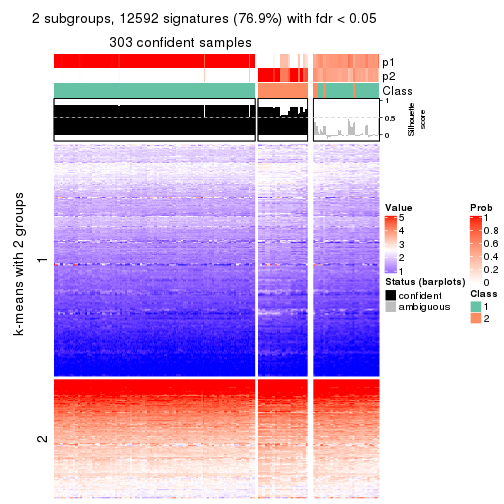 2 subgroups, 12592 signatures (76.9%) with fdr < 0.05
303 confident samples
p1
p2
Class
1
0.5
0
Silhouette
score
k-means with 2 groups
1
2
Value
5
4
3
2
1
Status (barplots)
confident
ambiguous
Prob
1
0.8
0.6
0.4
0.2
0
Class
1
2